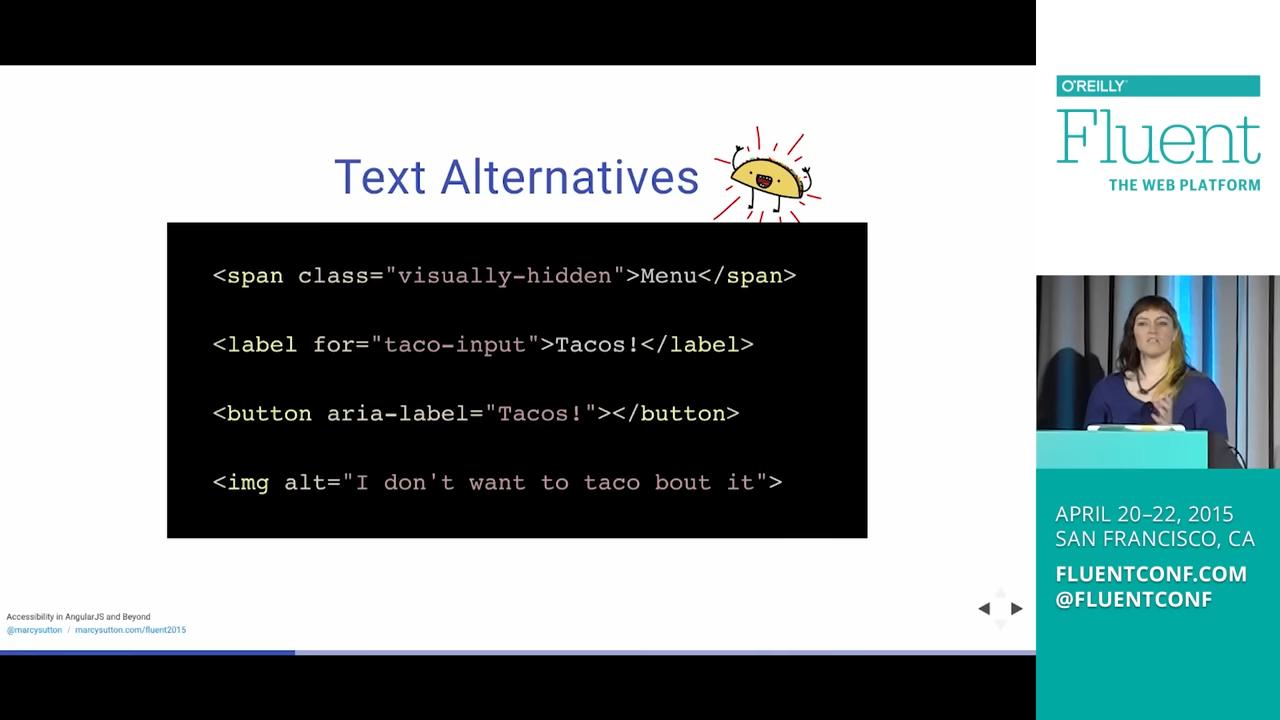 Text Alternatives
<span class="visually-hidden">Menu</span>
<label for="taco-input">Tacos!</label>
<button aria-label="Tacos!"></button>
<img alt="I don't want to taco bout it">
Accessibility in AngularJS and Beyond
@marcysutton / marcysutton.com/fluent2015
O'REILLY™
Fluent
THE WEB PLATFORM
APRIL 20–22, 2015
SAN FRANCISCO, CA
FLUENTCONF.COM
@FLUENTCONF